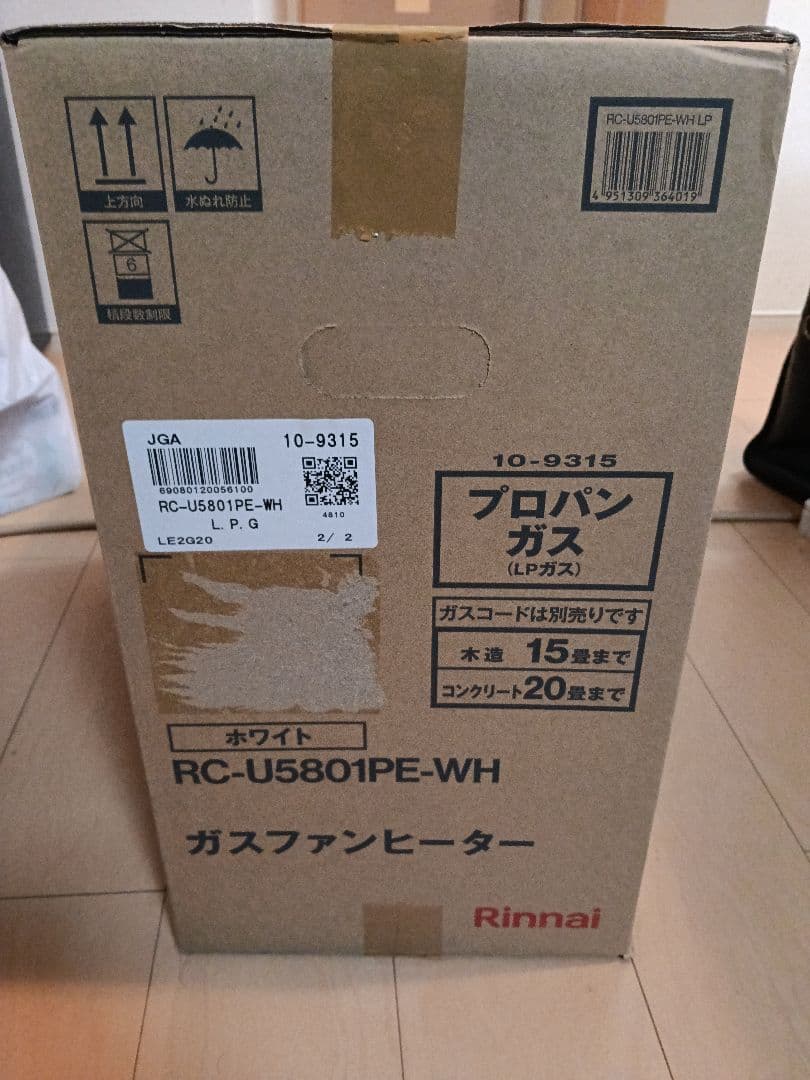 上方向
水ぬれ防止
6
積段数制限
RC-U5801PE-WH LP
4 951309 364019
JGA
10-9315
69080120056100
RC-U5801PE-WH
4810
L.P.G
LE2G20
2/ 2
10-9315
プロパン
ガス
(LPガス)
ガスコードは別売りです
木造 15畳まで
コンクリート20畳まで
ホワイト
RC-U5801PE-WH
ガスファンヒーター
Rinnai